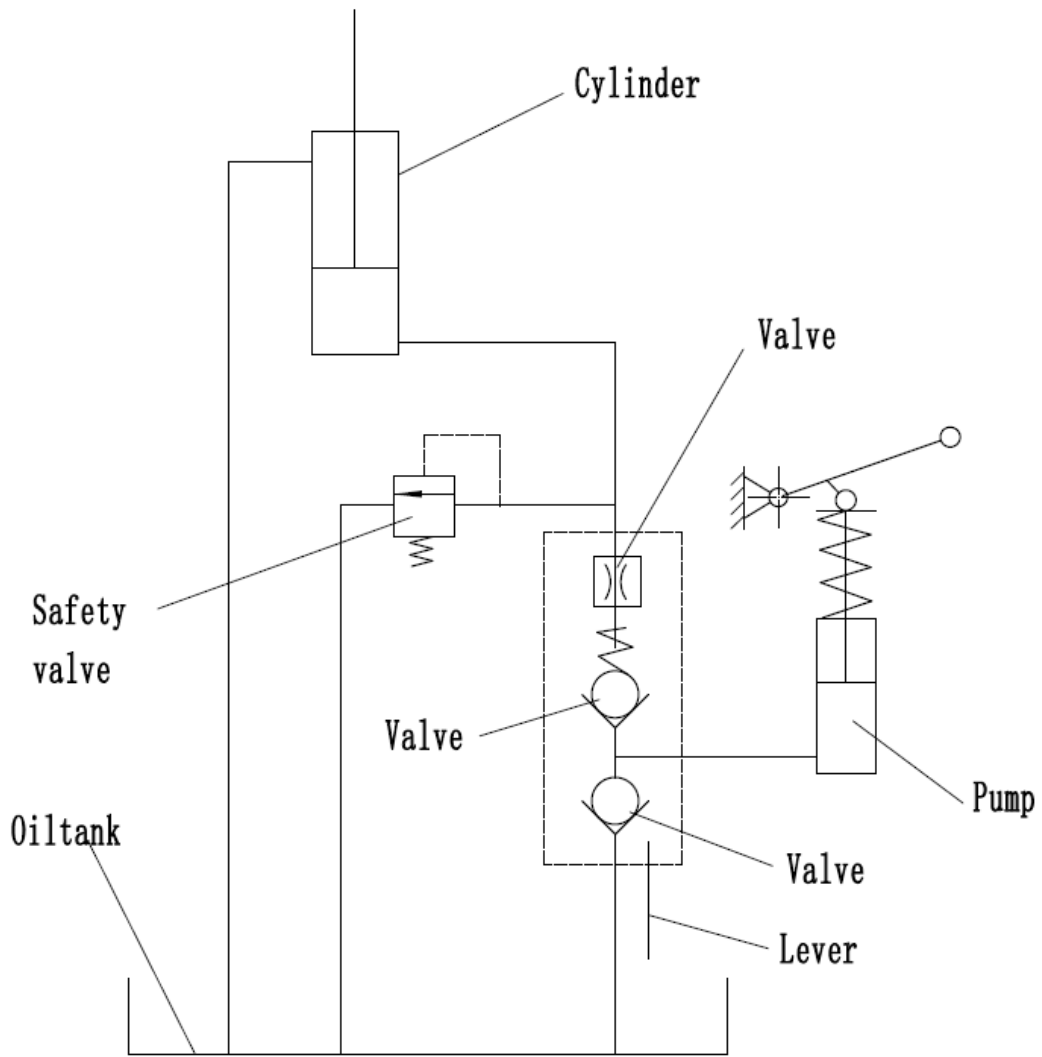 Cylinder
Valve
Safety
valve
Valve
Pump
Oiltank
Valve
Lever